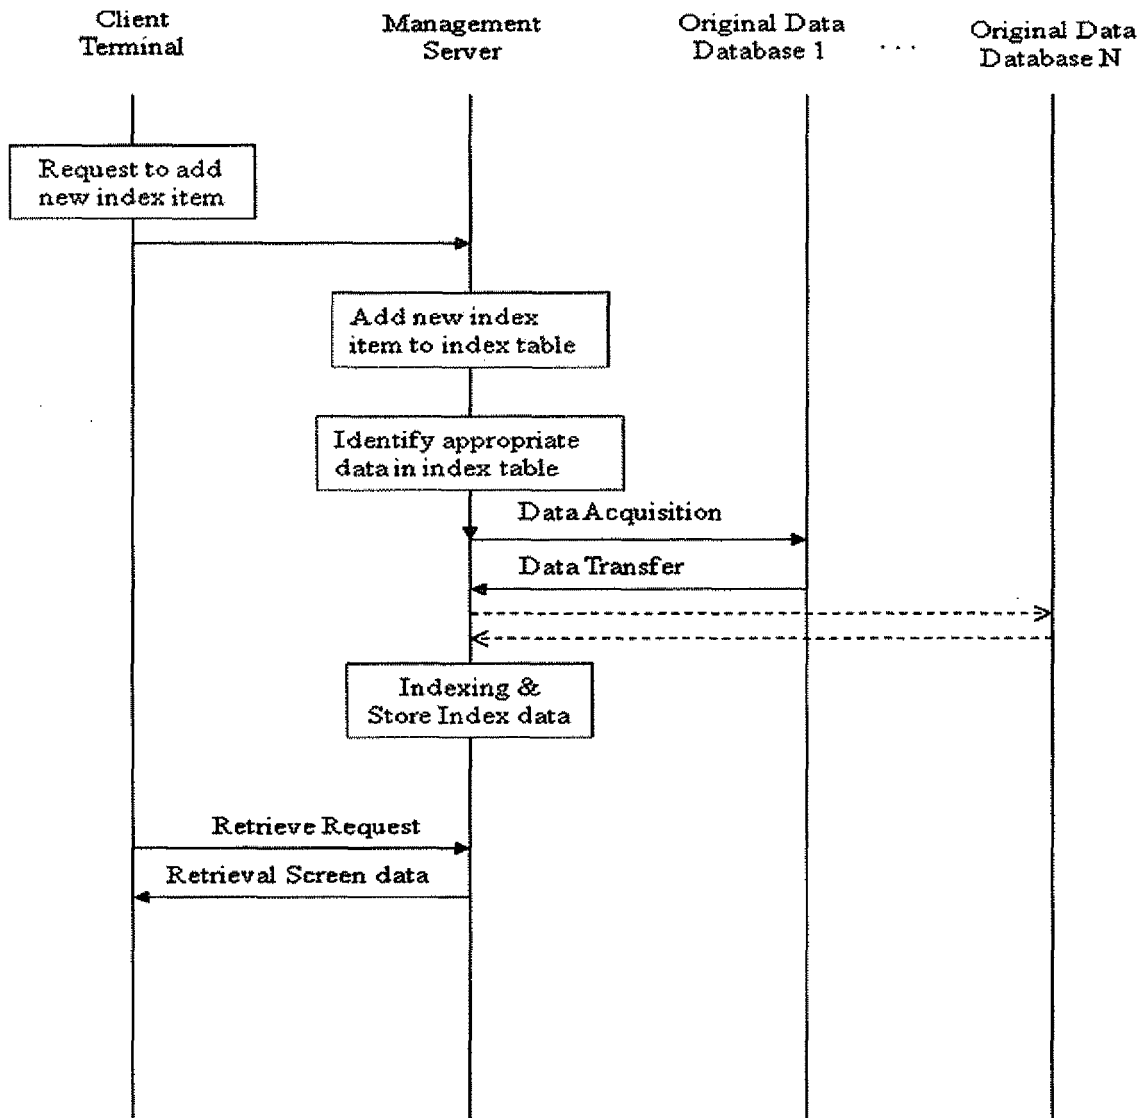 Client
Terminal
Management
Server
Original Data
Database 1
. . .
Original Data
Database N
Request to add
new index item
Add new index
item to index table
Identify appropriate
data in index table
Data Acquisition
Data Transfer
Indexing &
Store Index data
Retrieve Request
Retrieval Screen data